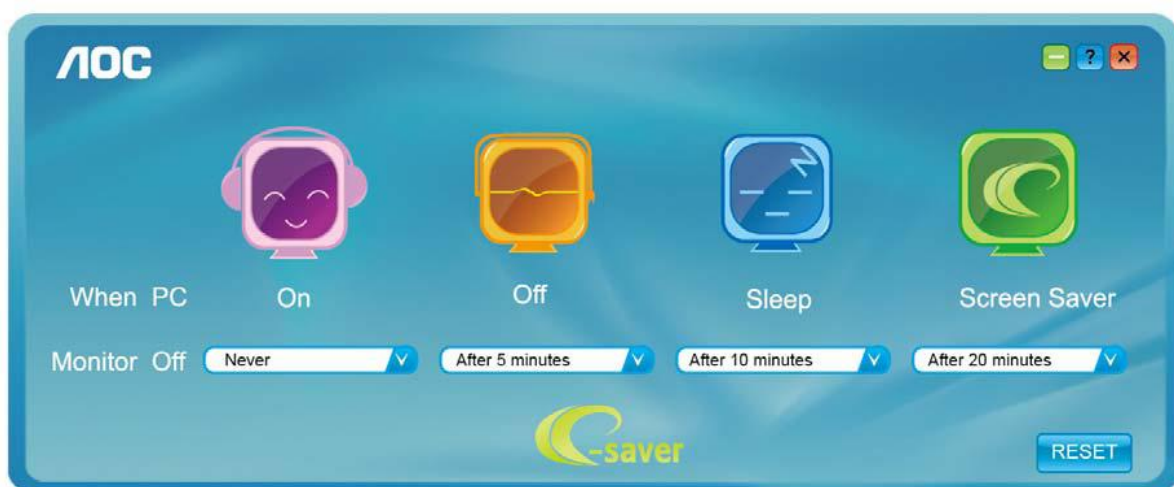 AOC
?
When PC On Off Sleep Screen Saver
Monitor Off Never After 5 minutes After 10 minutes After 20 minutes
e-saver
RESET